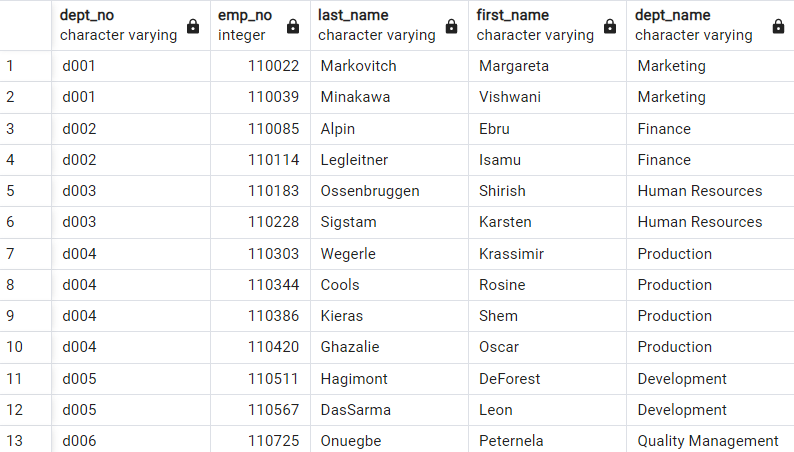 dept_no emp_no last_name first_name dept_name
character varying integer character varying character varying character varying
1 d001 110022 Markovitch Margareta Marketing
2 d001 110039 Minakawa Vishwani Marketing
3 d002 110085 Alpin Ebru Finance
4 d002 110114 Legleitner Isamu Finance
5 d003 110183 Ossenbruggen Shirish Human Resources
6 d003 110228 Sigstam Karsten Human Resources
7 d004 110303 Wegerle Krassimir Production
8 d004 110344 Cools Rosine Production
9 d004 110386 Kieras Shem Production
10 d004 110420 Ghazalie Oscar Production
11 d005 110511 Hagimont DeForest Development
12 d005 110567 DasSarma Leon Development
13 d006 110725 Onuegbe Peternela Quality Management